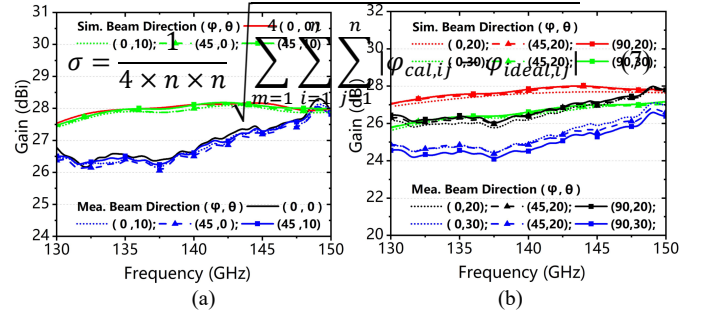 31
30
29
28
27
26
25
24
Gain (dBi)
Sim. Beam Direction (φ, θ) (0, 0)
(0,10); (45,0); (45,10)
Mea. Beam Direction (φ, θ) (0, 0)
(0,10); (45,0); (45,10)
130 135 140 145 150
Frequency (GHz)
(a)
σ = 1 / 4 × n × n √ 4 n n ∑ ∑ ∑ m=1 i=1 j=1 φcal,ij φideal,ij (7)
32
30
28
26
24
22
20
Gain (dBi)
Sim. Beam Direction (φ, θ)
(0,20); (45,20); (90,20);
(0,30); (45,30); (90,30);
Mea. Beam Direction (φ, θ)
(0,20); (45,20); (90,20);
(0,30); (45,20); (90,30);
130 135 140 145 150
Frequency (GHz)
(b)